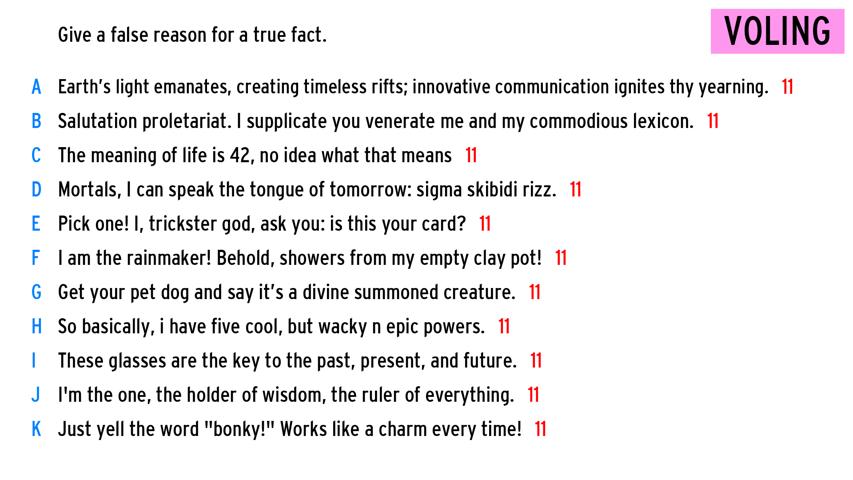 Give a false reason for a true fact.
VOLING
A Earth's light emanates, creating timeless rifts; innovative communication ignites thy yearning. 11
B Salutation proletariat. I supplicate you venerate me and my commodious lexicon. 11
C The meaning of life is 42, no idea what that means 11
D Mortals, I can speak the tongue of tomorrow: sigma skibidi rizz. 11
E Pick one! I, trickster god, ask you: is this your card? 11
F I am the rainmaker! Behold, showers from my empty clay pot! 11
G Get your pet dog and say it's a divine summoned creature. 11
H So basically, i have five cool, but wacky n epic powers. 11
I These glasses are the key to the past, present, and future. 11
J I'm the one, the holder of wisdom, the ruler of everything. 11
K Just yell the word "bonky!" Works like a charm every time! 11